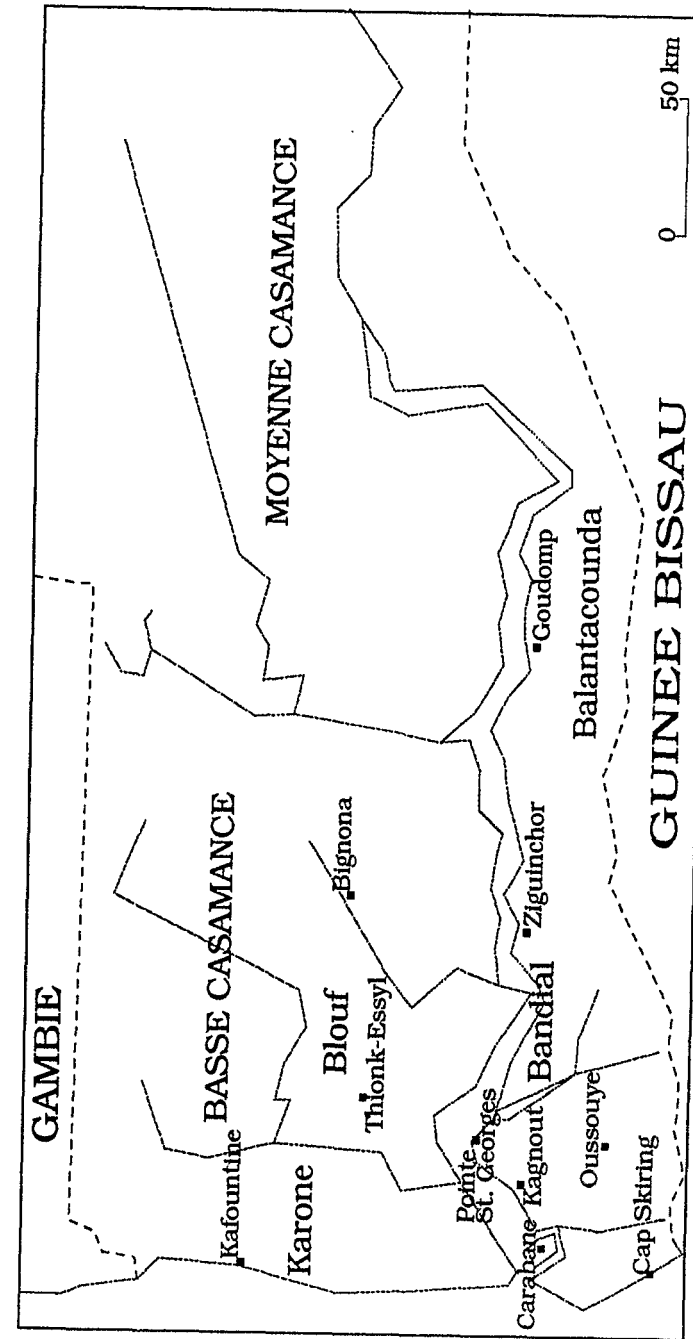 GAMBIE
BASSE CASAMANCE
MOYENNE CASAMANCE
Kafountine
Karone
Blouf
Thionk-Essyl
Bignona
Pointe
St. Georges
Carabane
Kagnout
Bandial
Ziguinchor
Goudomp
Balantacounda
Oussouye
Cap Skiring
GUINEE BISSAU
0
50 km